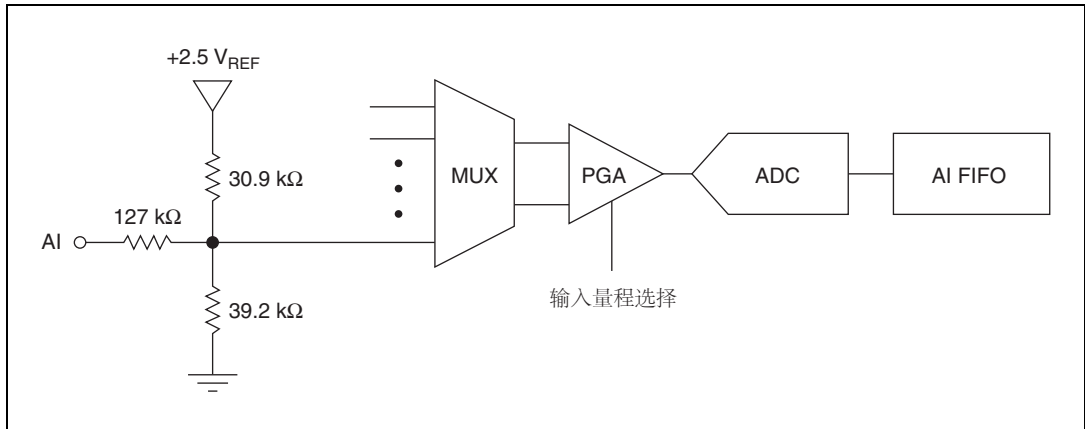 +2.5 VREF
30.9 kΩ
127 kΩ
AI
39.2 kΩ
MUX
PGA
ADC
AI FIFO
输入量程选择